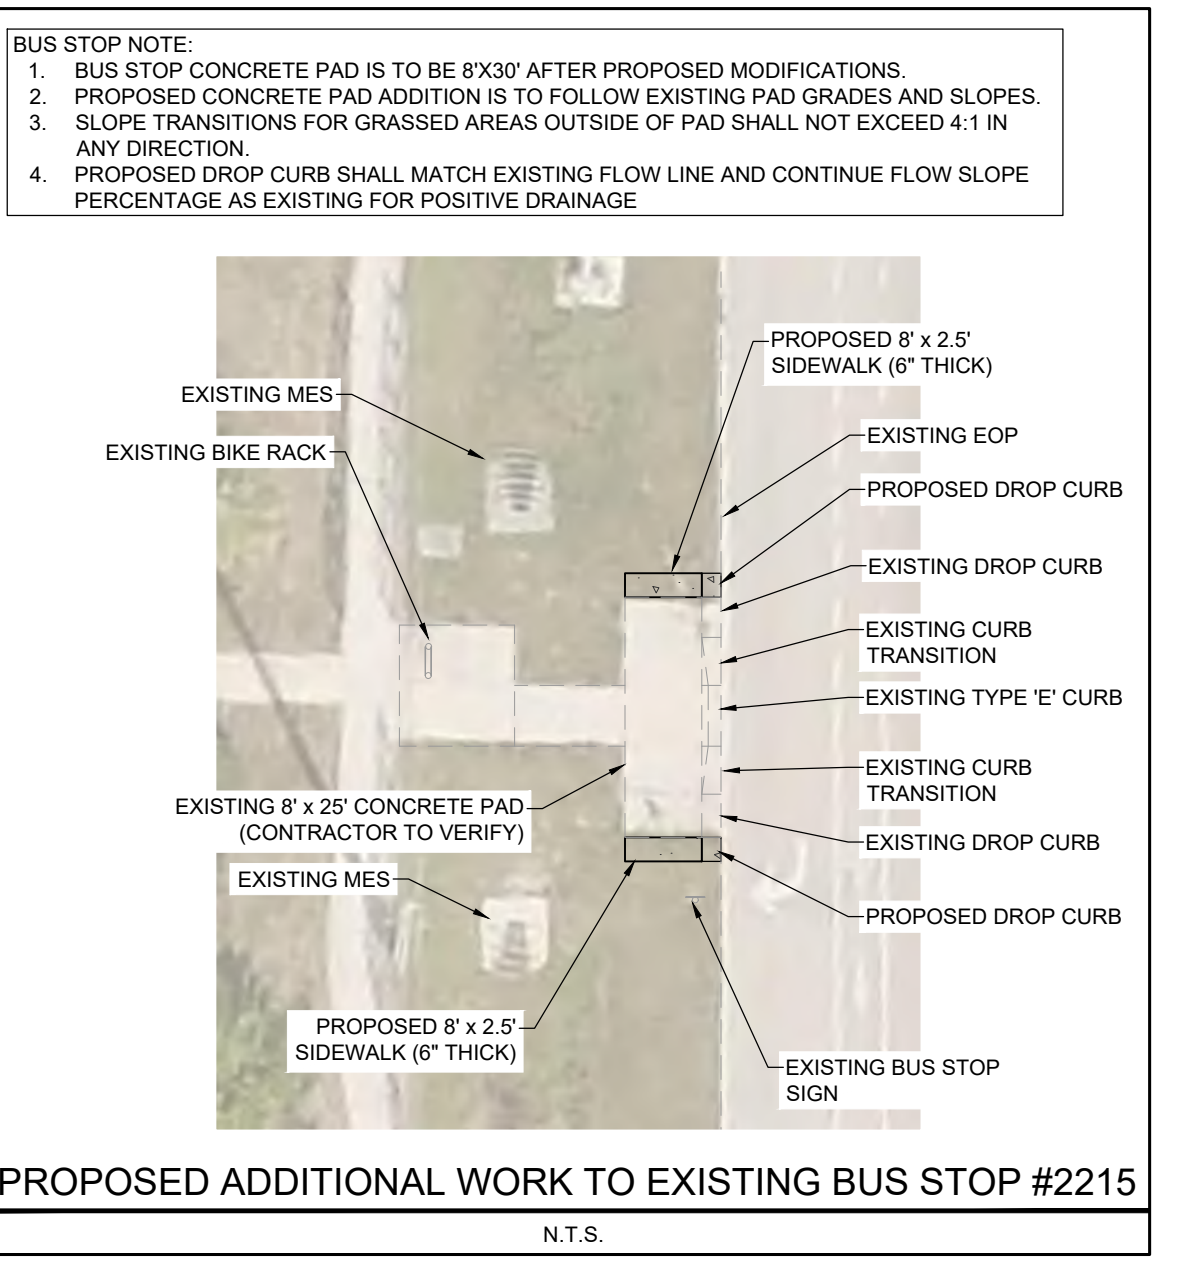 BUS STOP NOTE:
1. BUS STOP CONCRETE PAD IS TO BE 8'X30' AFTER PROPOSED MODIFICATIONS.
2. PROPOSED CONCRETE PAD ADDITION IS TO FOLLOW EXISTING PAD GRADES AND SLOPES.
3. SLOPE TRANSITIONS FOR GRASSED AREAS OUTSIDE OF PAD SHALL NOT EXCEED 4:1 IN
ANY DIRECTION.
4. PROPOSED DROP CURB SHALL MATCH EXISTING FLOW LINE AND CONTINUE FLOW SLOPE
PERCENTAGE AS EXISTING FOR POSITIVE DRAINAGE
PROPOSED 8' x 2.5'
SIDEWALK (6" THICK)
EXISTING MES
EXISTING EOP
EXISTING BIKE RACK
PROPOSED DROP CURB
EXISTING DROP CURB
EXISTING CURB
TRANSITION
EXISTING TYPE 'E' CURB
EXISTING CURB
TRANSITION
EXISTING 8' x 25' CONCRETE PAD
(CONTRACTOR TO VERIFY)
EXISTING DROP CURB
EXISTING MES
PROPOSED DROP CURB
PROPOSED 8' x 2.5'
SIDEWALK (6" THICK)
EXISTING BUS STOP
SIGN
PROPOSED ADDITIONAL WORK TO EXISTING BUS STOP #2215
N.T.S.